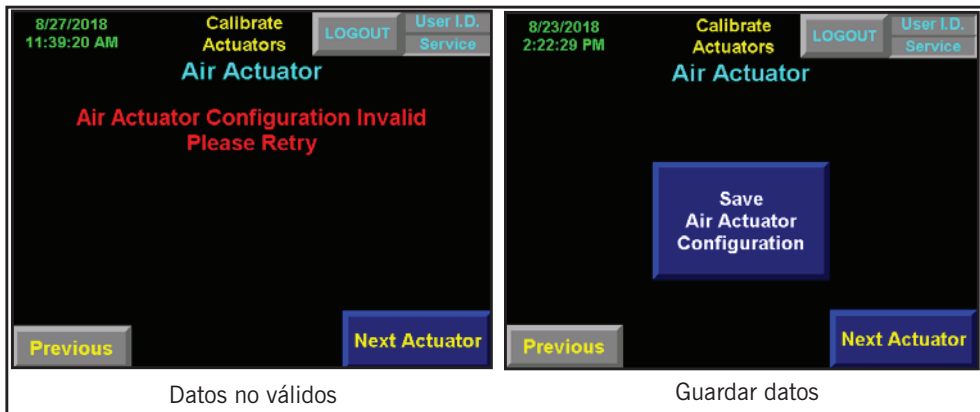 8/27/2018
11:39:20 AM
Calibrate
Actuators
LOGOUT
User I.D.
Service
Air Actuator
Air Actuator Configuration Invalid
Please Retry
Previous
Next Actuator
Datos no válidos
8/23/2018
2:22:29 PM
Calibrate
Actuators
LOGOUT
User I.D.
Service
Air Actuator
Save
Air Actuator
Configuration
Previous
Next Actuator
Guardar datos